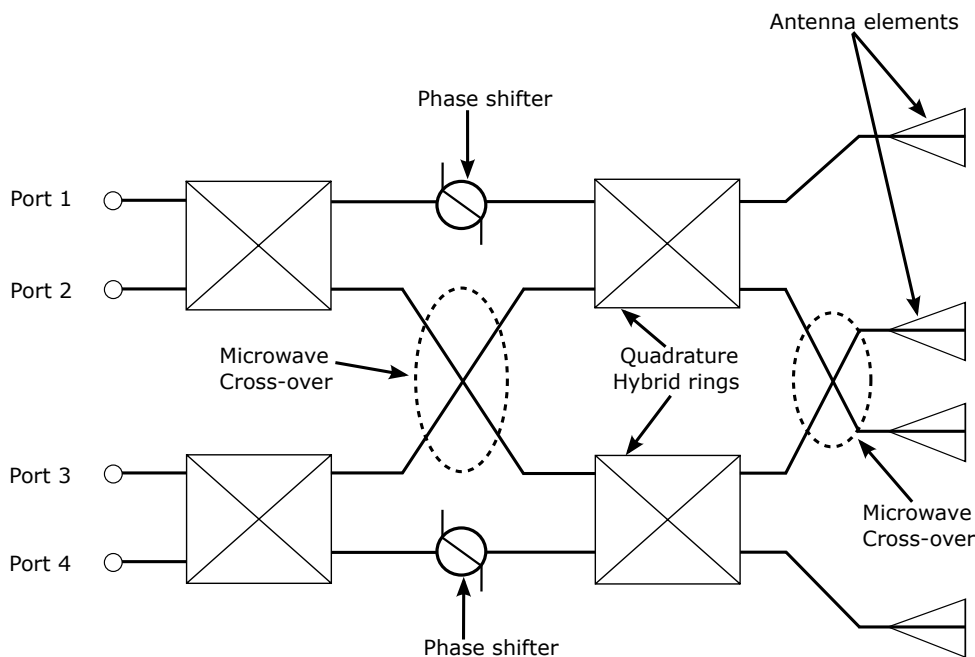 Antenna elements
Phase shifter
Port 1
Port 2
Microwave
Cross-over
Quadrature
Hybrid rings
Port 3
Port 4
Microwave
Cross-over
Phase shifter